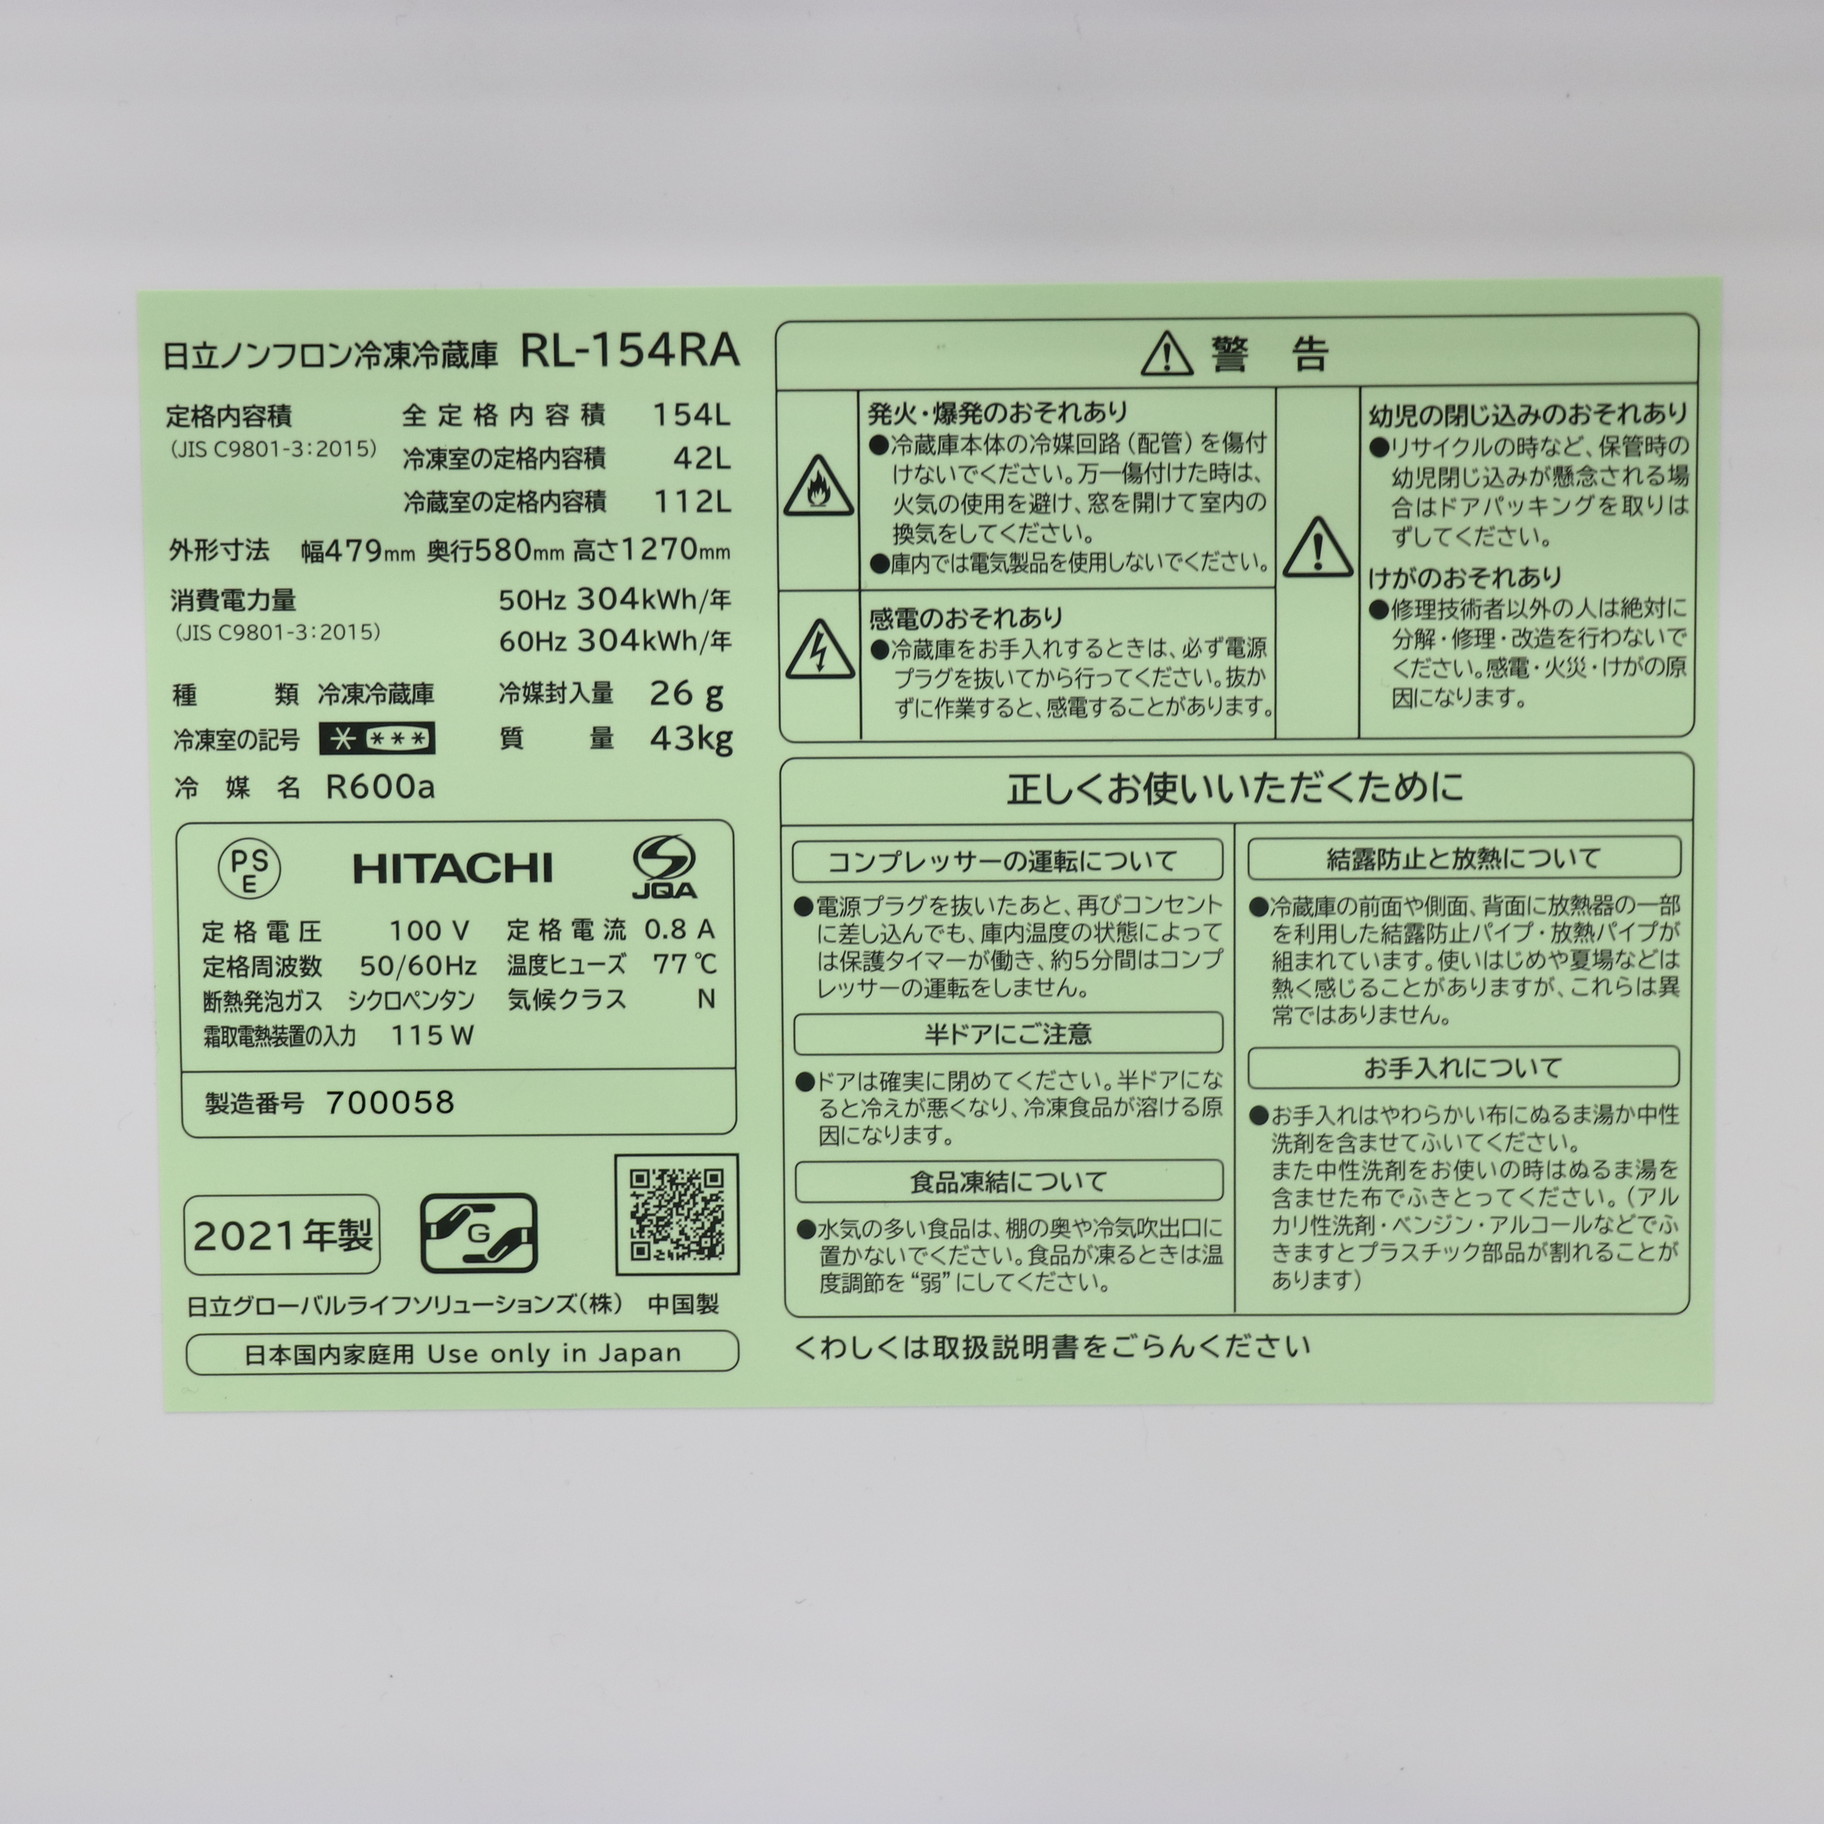 日立ノンフロン冷凍冷蔵庫 RL-154RA
定格内容積 全定格内容積 154L
(JIS C9801-3:2015) 冷凍室の定格内容積 42L
冷蔵室の定格内容積 112L
外形寸法 幅479mm 奥行580mm 高さ1270mm
消費電力量 50Hz 304kWh/年
(JIS C9801-3:2015) 60Hz 304kWh/年
種類 冷凍冷蔵庫 冷媒封入量 26 g
冷凍室の記号 * *** 質量 43kg
冷媒名 R600a
PS E HITACHI JQA
定格電圧 100 V 定格電流 0.8 A
定格周波数 50/60Hz 温度ヒューズ 77 ℃
断熱発泡ガス シクロペンタン 気候クラス N
霜取電熱装置の入力 115 W
製造番号 700058
2021年製 G
日立グローバルライフソリューションズ(株) 中国製
日本国内家庭用 Use only in Japan
警告
発火・爆発のおそれあり
●冷蔵庫本体の冷媒回路(配管)を傷付
けないでください。万一傷付けた時は、
火気の使用を避け、窓を開けて室内の
換気をしてください。
●庫内では電気製品を使用しないでください。
感電のおそれあり
●冷蔵庫をお手入れするときは、必ず電源
プラグを抜いてから行ってください。抜か
ずに作業すると、感電することがあります。
幼児の閉じ込みのおそれあり
●リサイクルの時など、保管時の
幼児閉じ込みが懸念される場
合はドアパッキングを取りは
ずしてください。
けがのおそれあり
●修理技術者以外の人は絶対に
分解・修理・改造を行わないで
ください。感電・火災・けがの原
因になります。
正しくお使いいただくために
コンプレッサーの運転について
●電源プラグを抜いたあと、再びコンセント
に差し込んでも、庫内温度の状態によって
は保護タイマーが働き、約5分間はコンプ
レッサーの運転をしません。
半ドアにご注意
●ドアは確実に閉めてください。半ドアにな
ると冷えが悪くなり、冷凍食品が溶ける原
因になります。
食品凍結について
●水気の多い食品は、棚の奥や冷気吹出口に
置かないでください。食品が凍るときは温
度調節を“弱”にしてください。
結露防止と放熱について
●冷蔵庫の前面や側面、背面に放熱器の一部
を利用した結露防止パイプ・放熱パイプが
組まれています。使いはじめや夏場などは
熱く感じることがありますが、これらは異
常ではありません。
お手入れについて
●お手入れはやわらかい布にぬるま湯か中性
洗剤を含ませてふいてください。
また中性洗剤をお使いの時はぬるま湯を
含ませた布でふきとってください。(アル
カリ性洗剤・ベンジン・アルコールなどでふ
きますとプラスチック部品が割れることが
あります)
くわしくは取扱説明書をごらんください